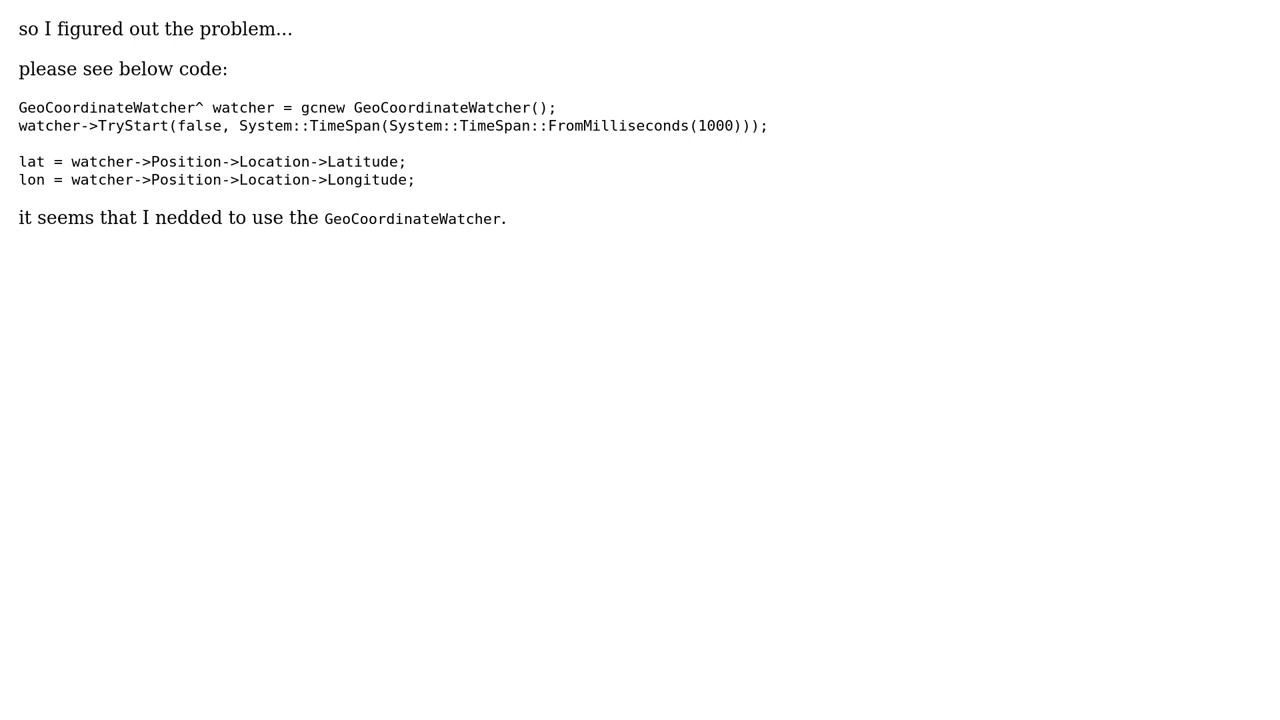 so I figured out the problem...
please see below code:
GeoCoordinateWatcher^ watcher = gcnew GeoCoordinateWatcher();
watcher->TryStart(false, System::TimeSpan(System::TimeSpan::FromMilliseconds(1000)));
lat = watcher->Position->Location->Latitude;
lon = watcher->Position->Location->Longitude;
it seems that I nedded to use the GeoCoordinateWatcher.